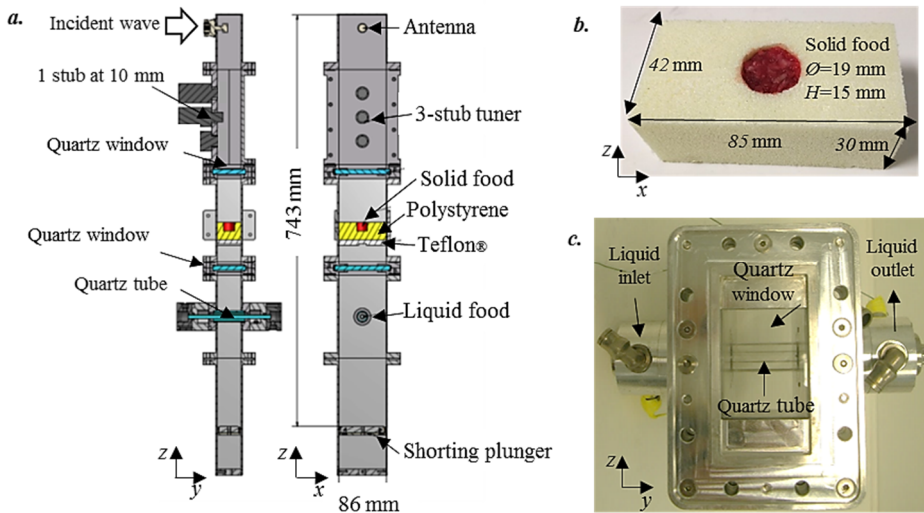 a.
Incident wave
1 stub at 10 mm
Quartz window
Quartz window
Quartz tube
z
y
743 mm
Antenna
3-stub tuner
Solid food
Polystyrene
Teflon®
Liquid food
Shorting plunger
z
x
86 mm
b.
42 mm
Solid food
Ø=19 mm
H=15 mm
85 mm
30 mm
z
x
c.
Liquid
inlet
Quartz
window
Liquid
outlet
Quartz tube
z
y